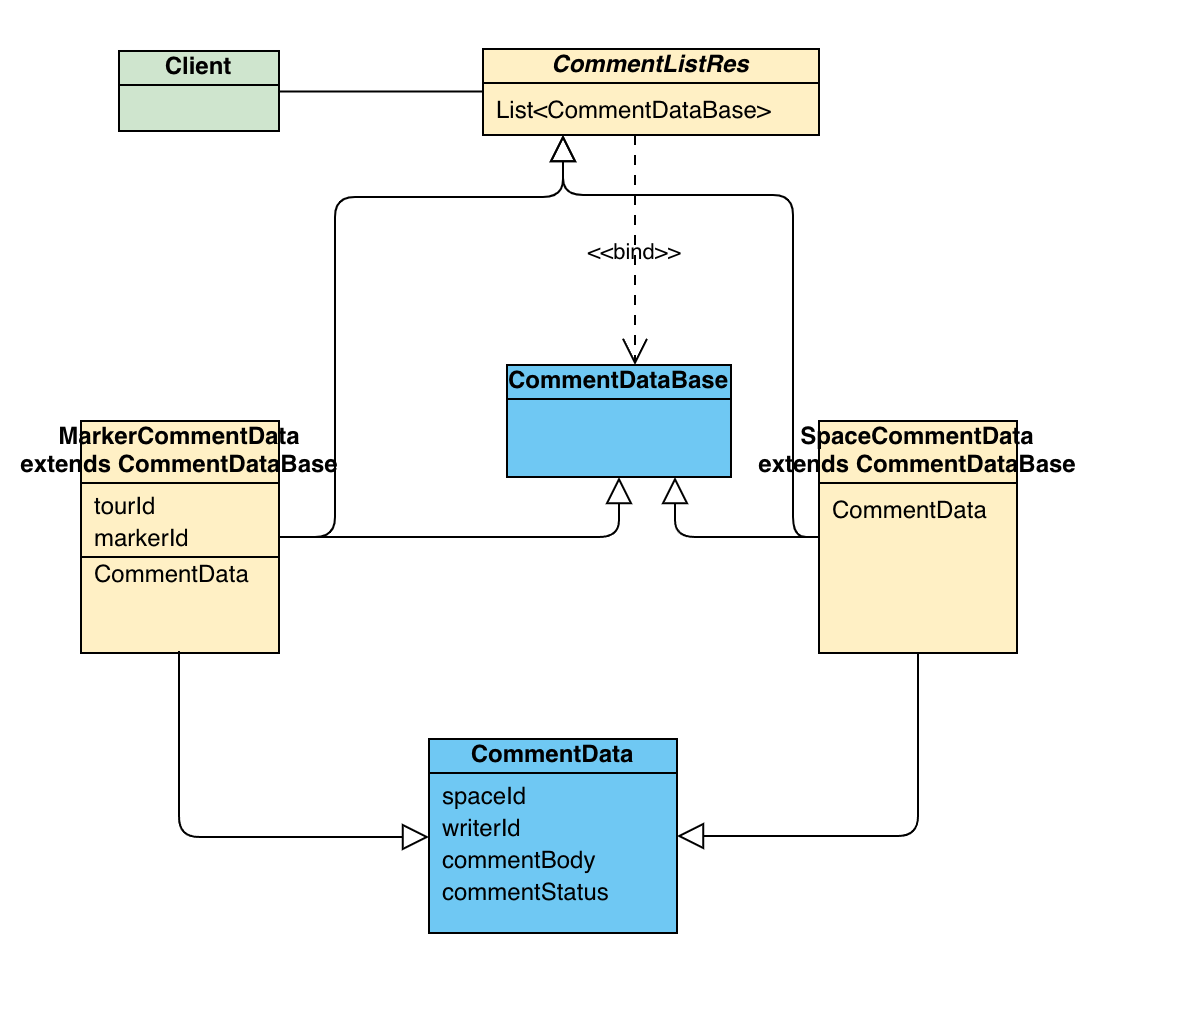 Client
CommentListRes
List<CommentDataBase>
<<bind>>
CommentDataBase
MarkerCommentData
extends CommentDataBase
tourId
markerId
CommentData
SpaceCommentData
extends CommentDataBase
CommentData
CommentData
spaceId
writerId
commentBody
commentStatus